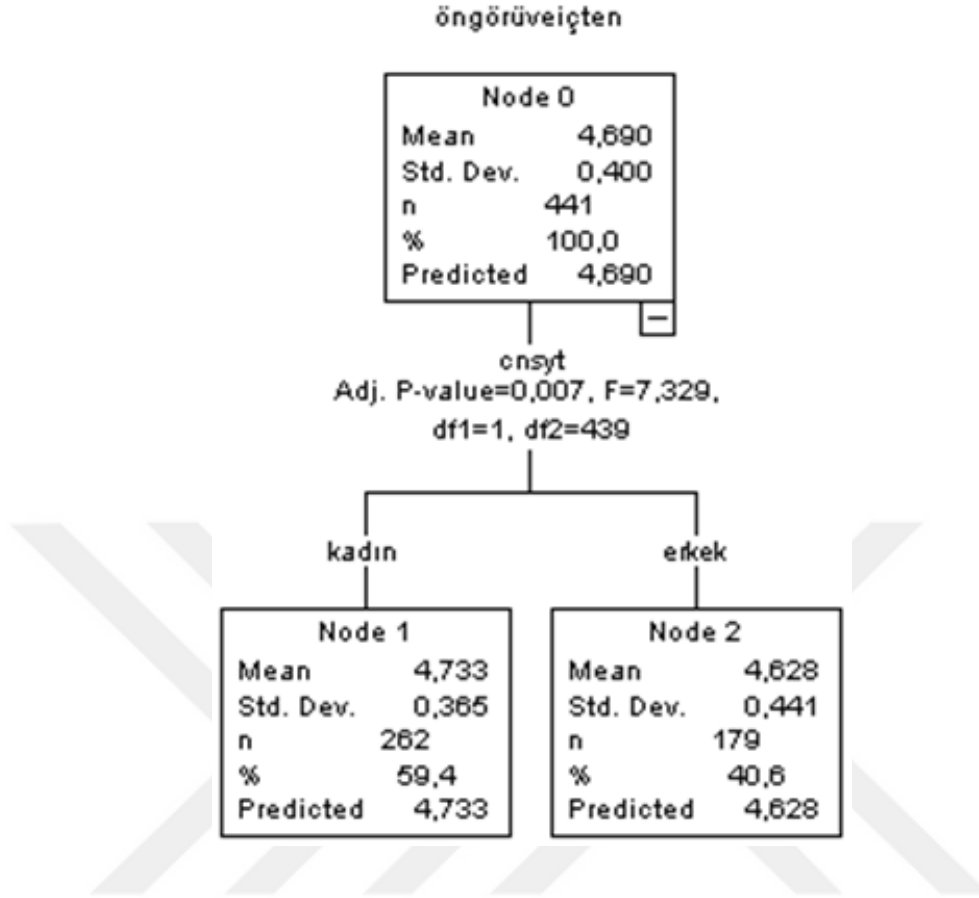 öngörüveiçten
Node 0
Mean 4,690
Std. Dev. 0,400
n 441
% 100,0
Predicted 4,690
cnsyt
Adj. P-value=0,007, F=7,329,
df1=1, df2=439
kadın
erkek
Node 1
Mean 4,733
Std. Dev. 0,365
n 262
% 59,4
Predicted 4,733
Node 2
Mean 4,628
Std. Dev. 0,441
n 179
% 40,6
Predicted 4,628